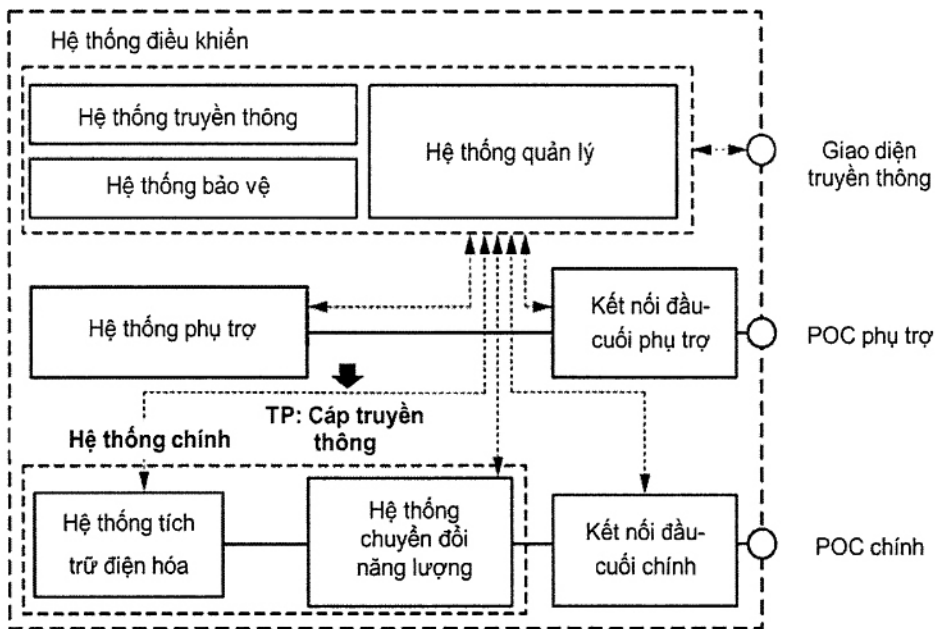 Hệ thống điều khiển
Hệ thống truyền thông
Hệ thống bảo vệ
Hệ thống quản lý
Giao diện
truyền thông
Hệ thống phụ trợ
Kết nối đầu-
cuối phụ trợ
POC phụ trợ
TP: Cáp truyền
thông
Hệ thống chính
Hệ thống tích
trữ điện hóa
Hệ thống
chuyển đổi
năng lượng
Kết nối đầu-
cuối chính
POC chính